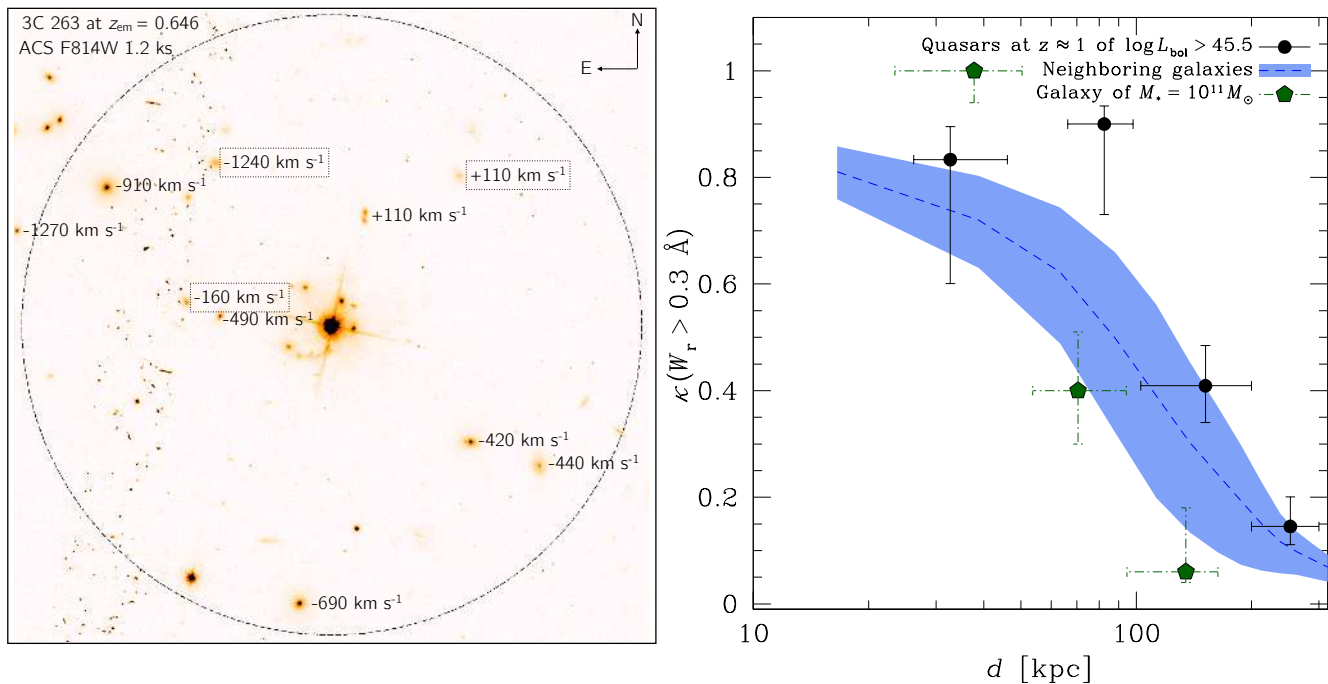 3C 263 at z_em = 0.646
ACS F814W 1.2 ks
N
E
-1240 km s⁻¹
+110 km s⁻¹
-910 km s⁻¹
+110 km s⁻¹
-1270 km s⁻¹
-160 km s⁻¹
-490 km s⁻¹
-420 km s⁻¹
-440 km s⁻¹
-690 km s⁻¹
Quasars at z ≈ 1 of log L_bol > 45.5
Neighboring galaxies
Galaxy of M_* = 10¹¹ M_⊙
κ(W_r > 0.3 Å)
1
0.8
0.6
0.4
0.2
0
10
100
d [kpc]